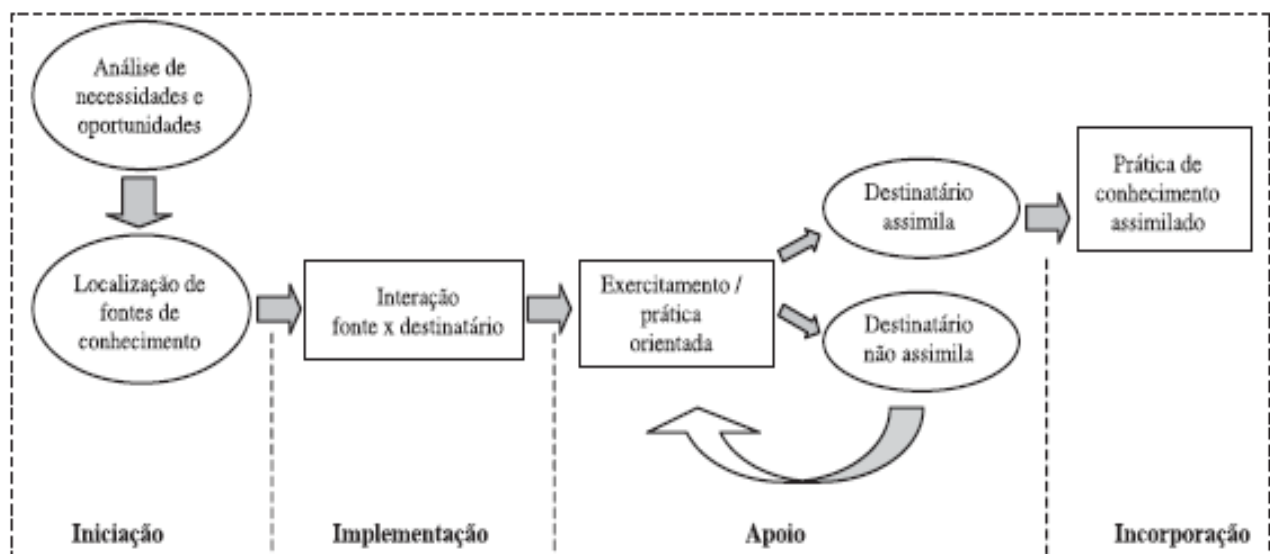 Análise de
necessidades e
oportunidades
Localização de
fontes de
conhecimento
Interação
fonte x destinatário
Exercitamento /
prática
orientada
Destinatário
assimila
Destinatário
não assimila
Prática de
conhecimento
assimilado
Iniciação
Implementação
Apoio
Incorporação